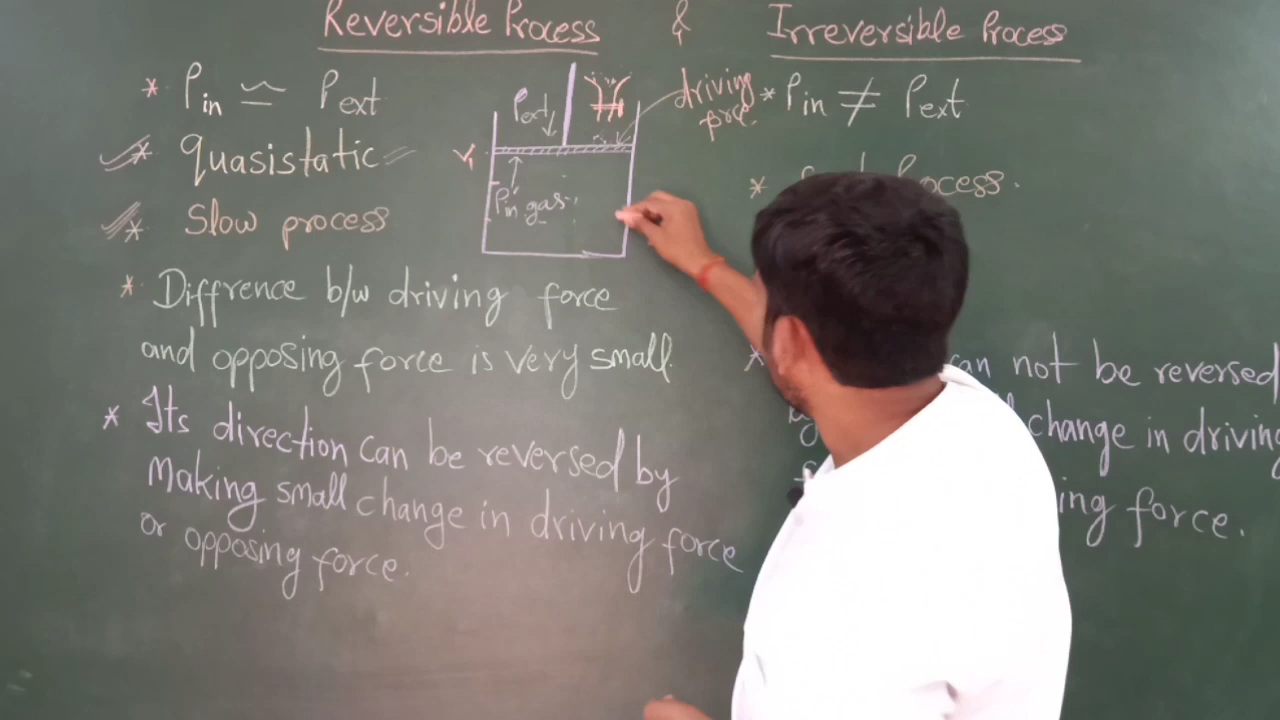 Reversible Process & Irreversible Process
* Pin ≃ Pext
* quasistatic
* Slow process
* Diffrence b/w driving force
and opposing force is very small.
* Its direction can be reversed by
Making small change in driving force
or opposing force.
Pext
driving
pre.
Pin gas
* Pin ≠ Pext
* Process.
* can not be reversed
change in driving
force.